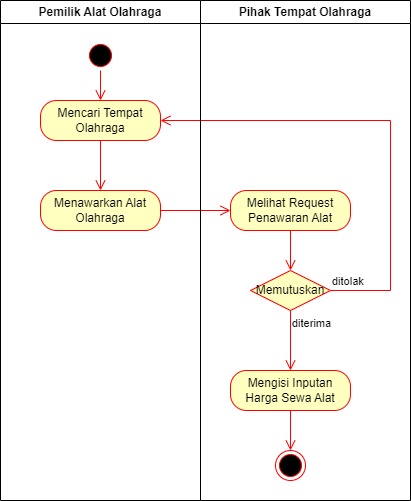 Pemilik Alat Olahraga
Pihak Tempat Olahraga
Mencari Tempat
Olahraga
Menawarkan Alat
Olahraga
Melihat Request
Penawaran Alat
Memutuskan
ditolak
diterima
Mengisi Inputan
Harga Sewa Alat